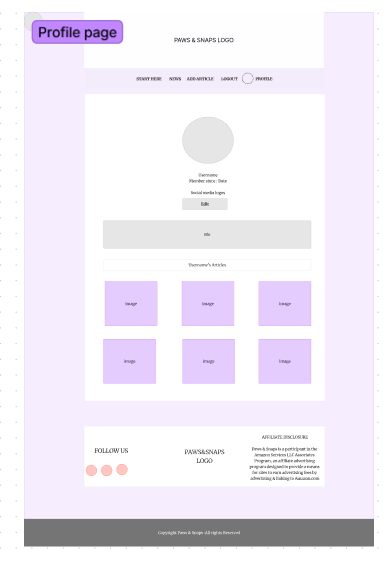 Profile page
PAWS & SNAPS LOGO
START HERE NEWS ADD ARTICLE LOGOUT PROFILE
Username
Member since : Date
Social media logos
Edit
Bio
Username's Articles
image image image
image image image
FOLLOW US
PAWS&SNAPS
LOGO
AFFILIATE DISCLOSURE
Paws & Snaps is a participant in the
Amazon Services LLC Associates
Program, an affiliate advertising
program designed to provide a means
for sites to earn advertising fees by
advertising & linking to Amazon.com
Copyright Paws & Snaps- All rights Reserved